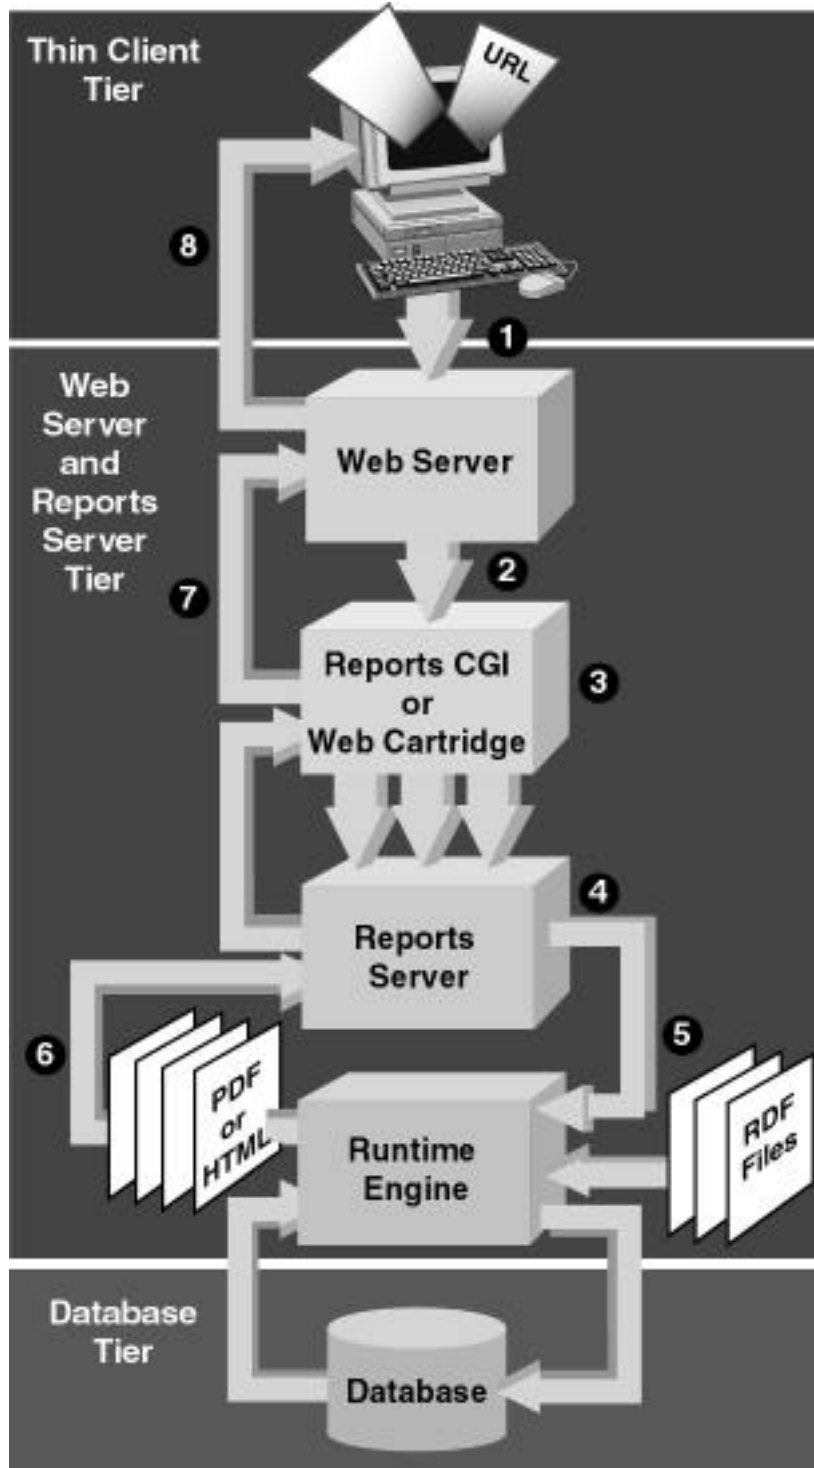 Thin Client
Tier
URL
8
1
Web
Server
and
Reports
Server
Tier
Web Server
2
7
Reports CGI
or
Web Cartridge
3
4
Reports
Server
5
6
PDF
or
HTML
Runtime
Engine
RDF
Files
Database
Tier
Database